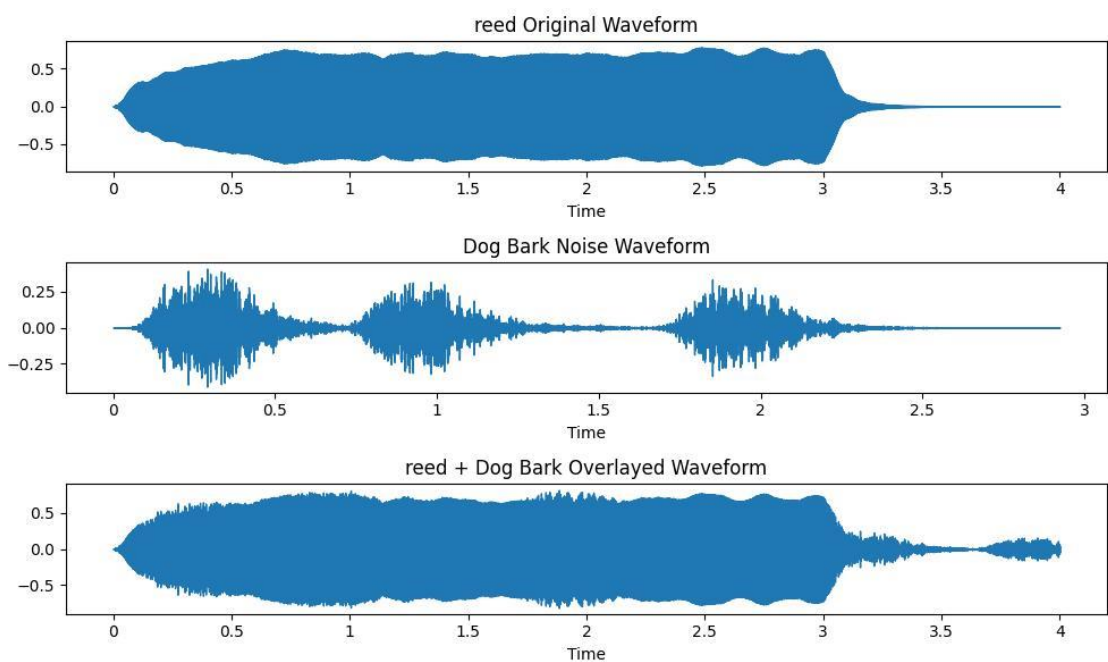 reed Original Waveform
0.5
0.0
−0.5
0 0.5 1 1.5 2 2.5 3 3.5 4
Time
Dog Bark Noise Waveform
0.25
0.00
−0.25
0 0.5 1 1.5 2 2.5 3
Time
reed + Dog Bark Overlayed Waveform
0.5
0.0
−0.5
0 0.5 1 1.5 2 2.5 3 3.5 4
Time